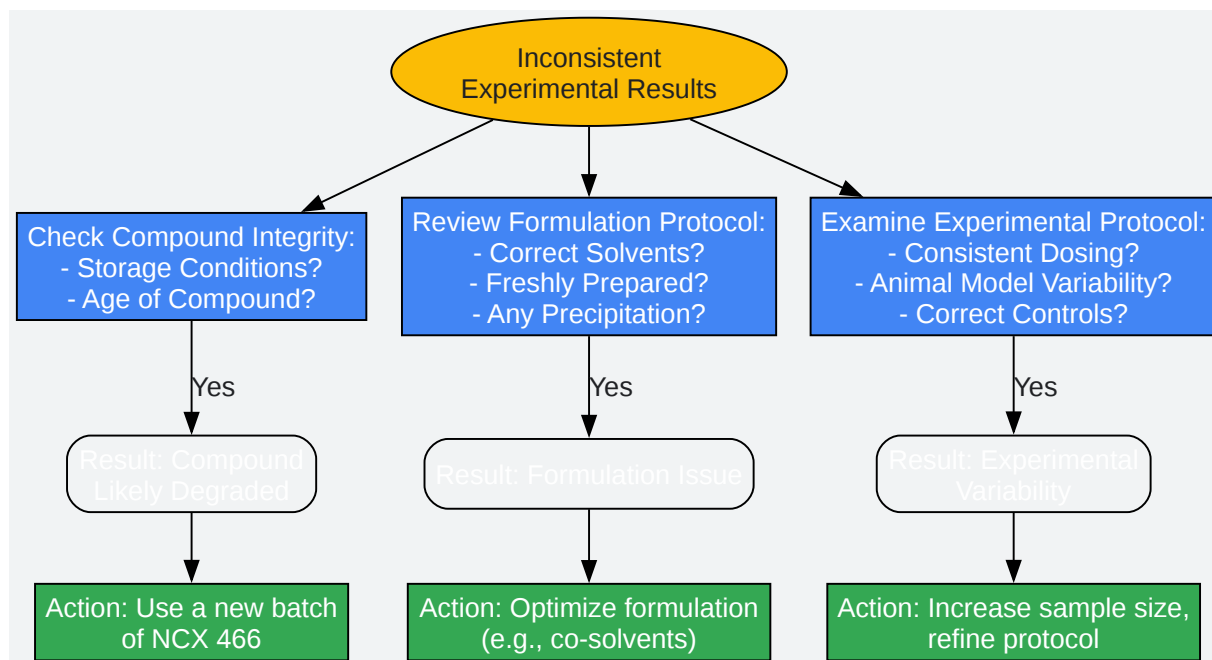 Inconsistent
Experimental Results
Check Compound Integrity:
- Storage Conditions?
- Age of Compound?
Review Formulation Protocol:
- Correct Solvents?
- Freshly Prepared?
- Any Precipitation?
Examine Experimental Protocol:
- Consistent Dosing?
- Animal Model Variability?
- Correct Controls?
Yes
Yes
Yes
Result: Compound
Likely Degraded
Result: Formulation Issue
Result: Experimental
Variability
Action: Use a new batch
of NCX 466
Action: Optimize formulation
(e.g., co-solvents)
Action: Increase sample size,
refine protocol